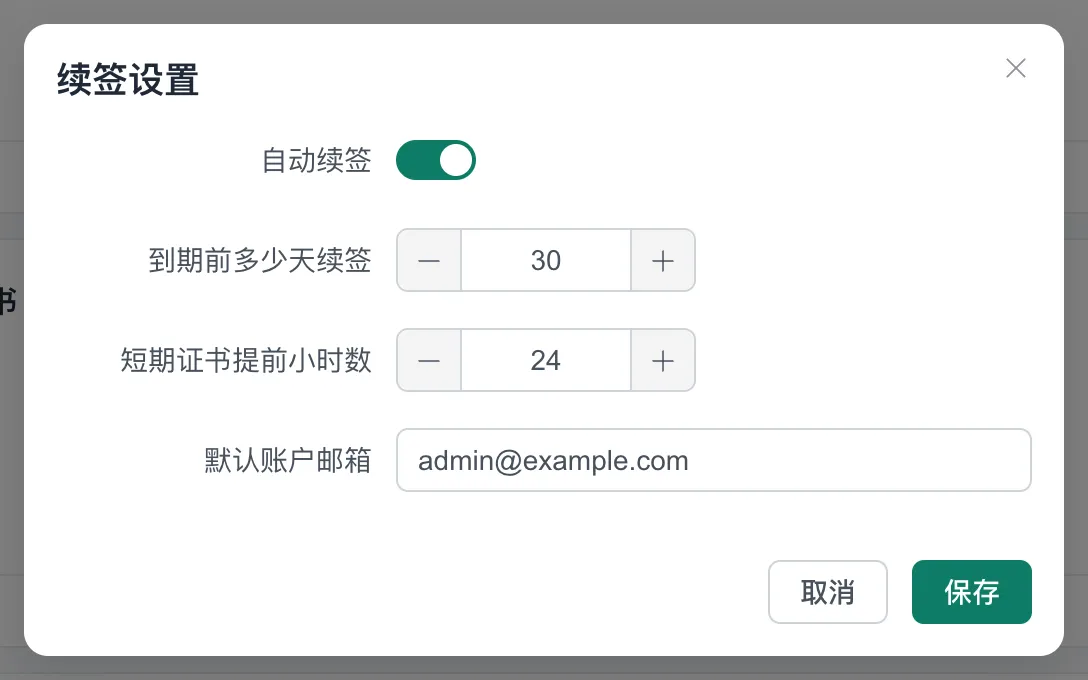 续签设置
自动续签
到期前多少天续签 30
短期证书提前小时数 24
默认账户邮箱 admin@example.com
取消 保存
书